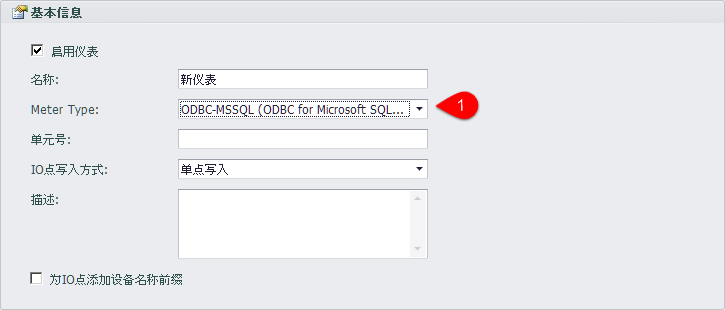 基本信息
启用仪表
名称: 新仪表
Meter Type: ODBC-MSSQL (ODBC for Microsoft SQL... 1
单元号:
IO点写入方式: 单点写入
描述:
为IO点添加设备名称前缀